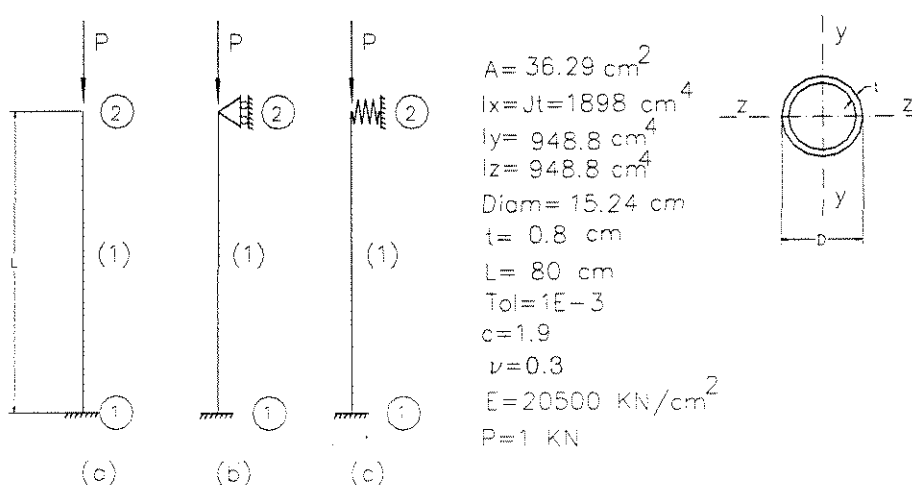 P P P
② ② ②
L (1) (1) (1)
① ① ①
(a) (b) (c)
A= 36.29 cm²
Ix=Jt=1898 cm⁴
Iy= 948.8 cm⁴
Iz= 948.8 cm⁴
Diam= 15.24 cm
t= 0.8 cm
L= 80 cm
Tol=1E-3
c=1.9
ν=0.3
E=20500 KN/cm²
P=1 KN
y
t
z z
y
D